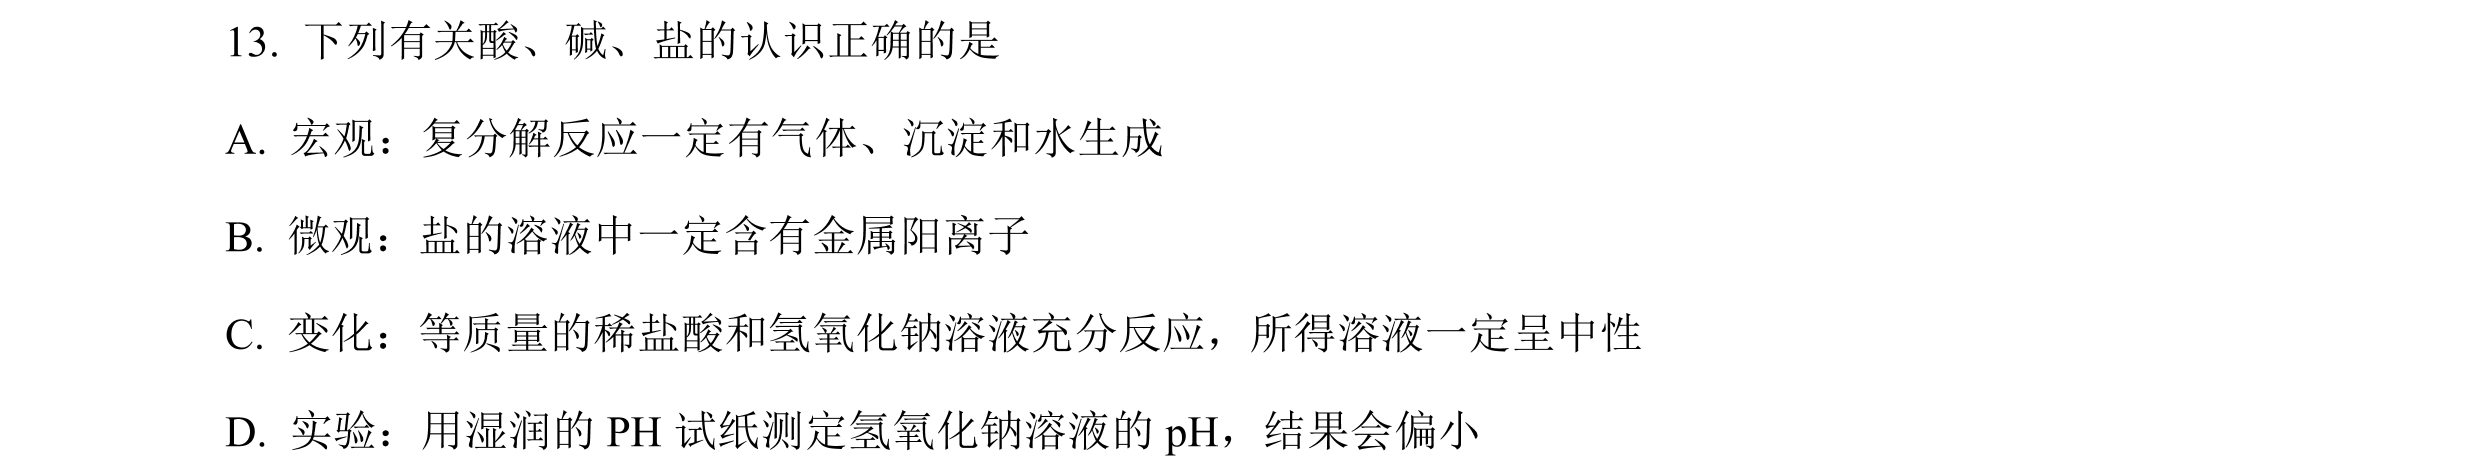 13. 下列有关酸、碱、盐的认识正确的是
A. 宏观：复分解反应一定有气体、沉淀和水生成
B. 微观：盐的溶液中一定含有金属阳离子
C. 变化：等质量的稀盐酸和氢氧化钠溶液充分反应，所得溶液一定呈中性
D. 实验：用湿润的 PH 试纸测定氢氧化钠溶液的 pH，结果会偏小